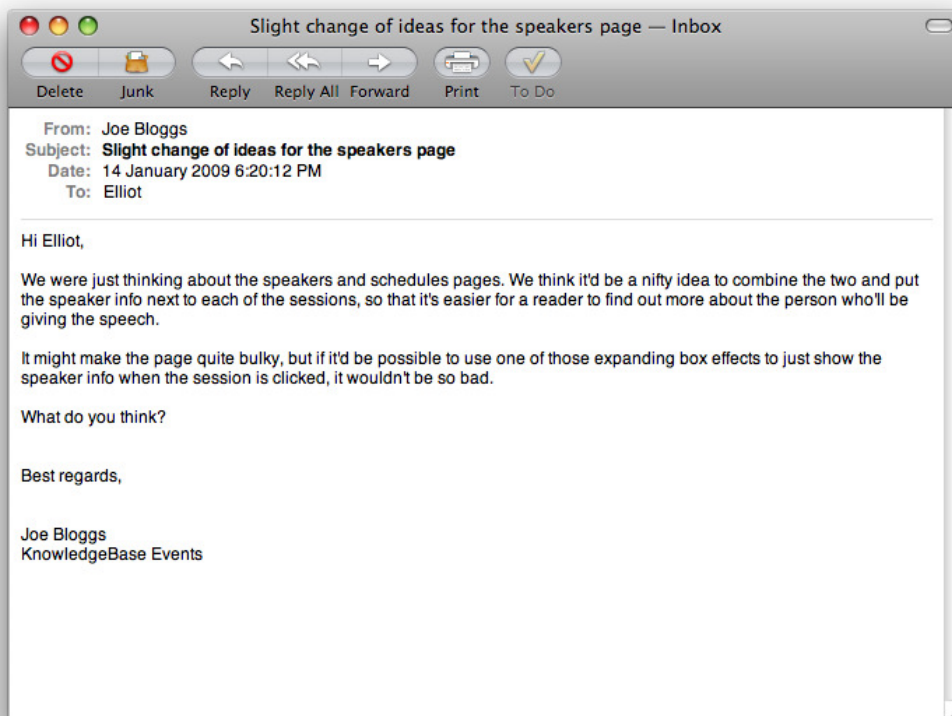 Slight change of ideas for the speakers page — Inbox
Delete Junk Reply Reply All Forward Print To Do
From: Joe Bloggs
Subject: Slight change of ideas for the speakers page
Date: 14 January 2009 6:20:12 PM
To: Elliot
Hi Elliot,
We were just thinking about the speakers and schedules pages. We think it'd be a nifty idea to combine the two and put
the speaker info next to each of the sessions, so that it's easier for a reader to find out more about the person who'll be
giving the speech.
It might make the page quite bulky, but if it'd be possible to use one of those expanding box effects to just show the
speaker info when the session is clicked, it wouldn't be so bad.
What do you think?
Best regards,
Joe Bloggs
KnowledgeBase Events